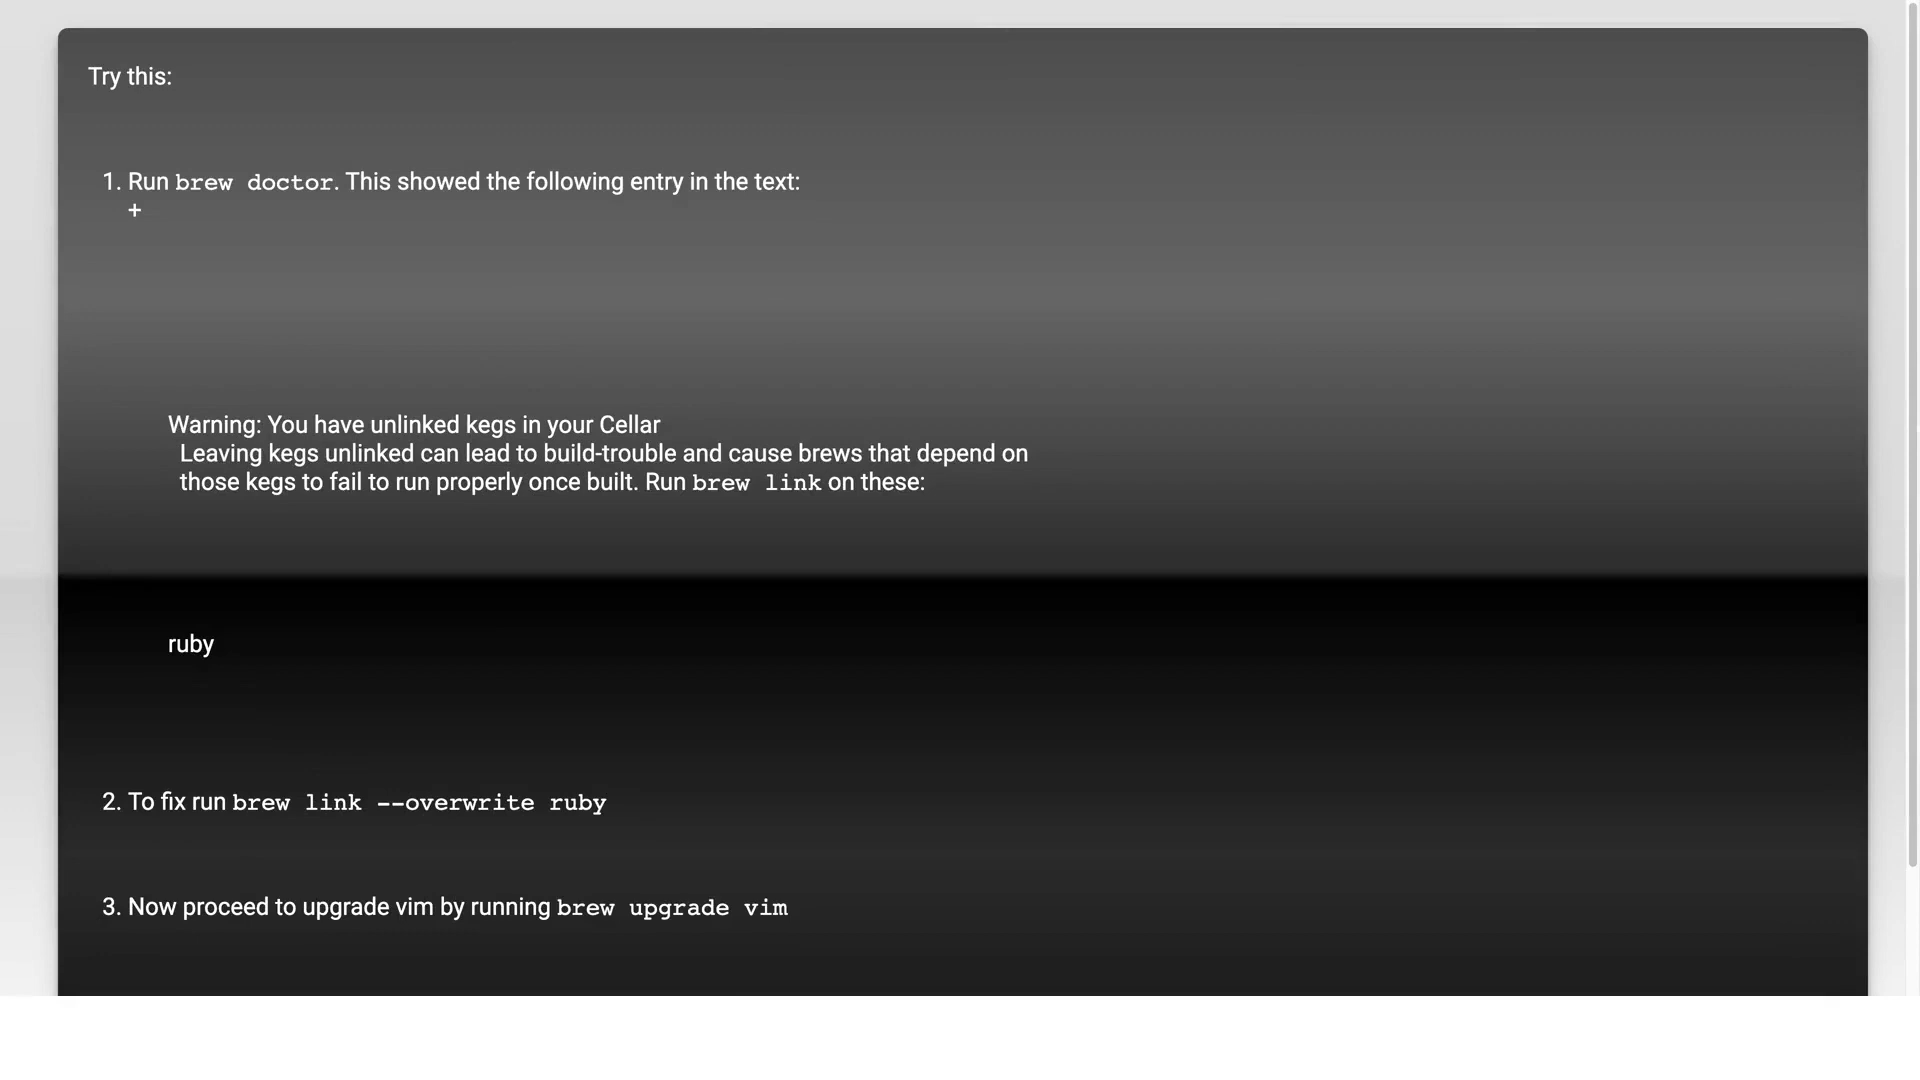 Try this:
1. Run brew doctor. This showed the following entry in the text:
+
Warning: You have unlinked kegs in your Cellar
Leaving kegs unlinked can lead to build-trouble and cause brews that depend on
those kegs to fail to run properly once built. Run brew link on these:
ruby
2. To fix run brew link --overwrite ruby
3. Now proceed to upgrade vim by running brew upgrade vim